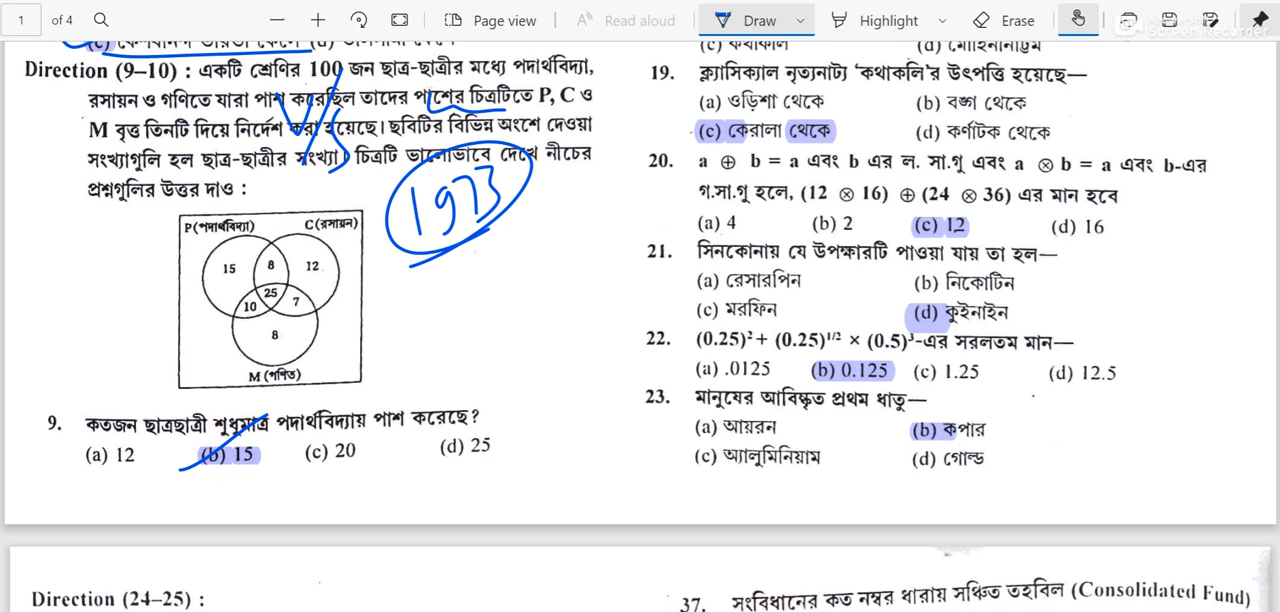 1 of 4 Page view Read aloud Draw Highlight Erase
Screen Recorder
Direction (9–10) : একটি শ্রেণির 100 জন ছাত্র-ছাত্রীর মধ্যে পদার্থবিদ্যা,
রসায়ন ও গণিতে যারা পাশ করেছিল তাদের পাশের চিত্রটিতে P, C ও
M বৃত্ত তিনটি দিয়ে নির্দেশ করা হয়েছে। ছবিটির বিভিন্ন অংশে দেওয়া
সংখ্যাগুলি হল ছাত্র-ছাত্রীর সংখ্যা। চিত্রটি ভালোভাবে দেখে নীচের
প্রশ্নগুলির উত্তর দাও :
V/S
1973
P (পদার্থবিদ্যা) C (রসায়ন)
15 8 12
25
10 7
8
M (গণিত)
9. কতজন ছাত্রছাত্রী শুধুমাত্র পদার্থবিদ্যায় পাশ করেছে?
(a) 12 (b) 15 (c) 20 (d) 25
Direction (24–25) :
(c) কথাকলি (d) মোহিনীনাট্টম
19. ক্ল্যাসিক্যাল নৃত্যনাট্য ‘কথাকলি’র উৎপত্তি হয়েছে—
(a) ওড়িশা থেকে (b) বঙ্গ থেকে
(c) কেরালা থেকে (d) কর্ণাটক থেকে
20. a ⊕ b = a এবং b এর ল. সা.গু এবং a ⊗ b = a এবং b-এর
গ.সা.গু হলে, (12 ⊗ 16) ⊕ (24 ⊗ 36) এর মান হবে
(a) 4 (b) 2 (c) 12 (d) 16
21. সিনকোনায় যে উপক্ষারটি পাওয়া যায় তা হল—
(a) রেসারপিন (b) নিকোটিন
(c) মরফিন (d) কুইনাইন
22. (0.25)² + (0.25)^1/2 × (0.5)³-এর সরলতম মান—
(a) .0125 (b) 0.125 (c) 1.25 (d) 12.5
23. মানুষের আবিষ্কৃত প্রথম ধাতু—
(a) আয়রন (b) কপার
(c) অ্যালুমিনিয়াম (d) গোল্ড
37. সংবিধানের কত নম্বর ধারায় সঞ্চিত তহবিল (Consolidated Fund)